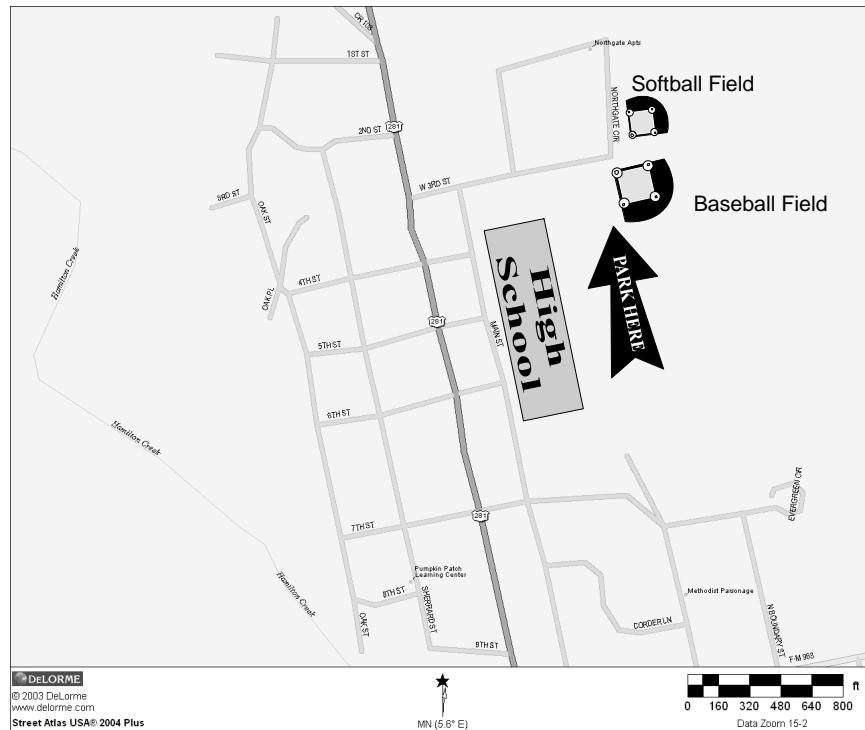 CR 108
1ST ST
Northgate Apts
Softball Field
NORTHGATE CIR
281
2ND ST
W 3RD ST
3RD ST
OAK ST
Baseball Field
Hamilton Creek
4TH ST
OAK PL
PARK HERE
High
School
281
MAIN ST
5TH ST
6TH ST
Hamilton Creek
EVERGREEN CIR
281
7TH ST
Pumpkin Patch
Learning Center
Hamilton Creek
8TH ST
SHERRARD ST
Methodist Parsonage
OAK ST
CORDER LN
N BOUNDARY ST
9TH ST
F-M 963
DELORME
© 2003 DeLorme
www.delorme.com
Street Atlas USA® 2004 Plus
MN (5.6° E)
ft
0 160 320 480 640 800
Data Zoom 15-2